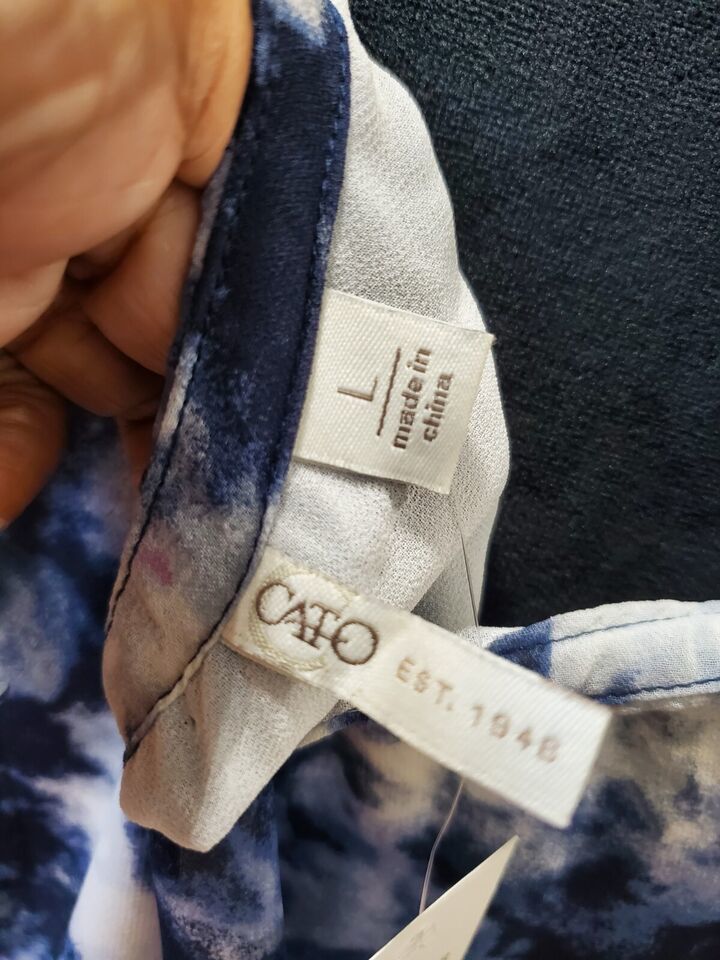 L
made in
china
CATO
EST. 1946